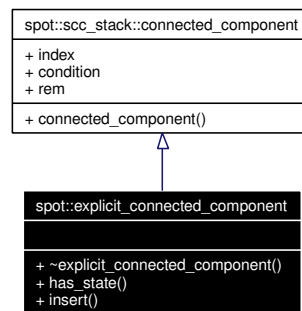 spot::scc_stack::connected_component
+ index
+ condition
+ rem
+ connected_component()
spot::explicit_connected_component
+ ~explicit_connected_component()
+ has_state()
+ insert()